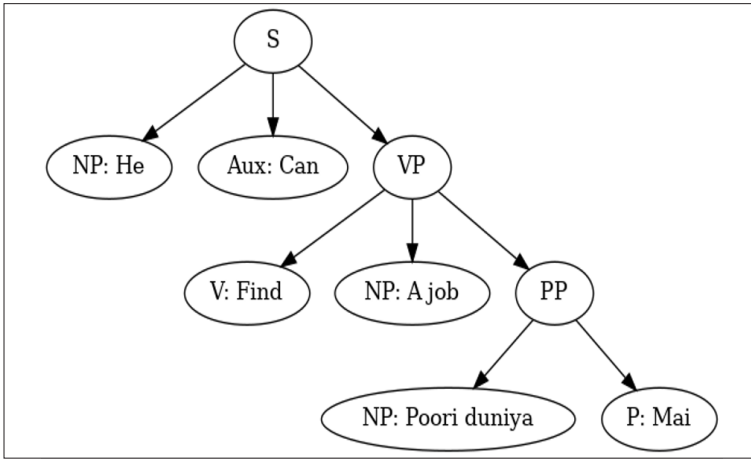 S
NP: He
Aux: Can
VP
V: Find
NP: A job
PP
NP: Poori duniya
P: Mai